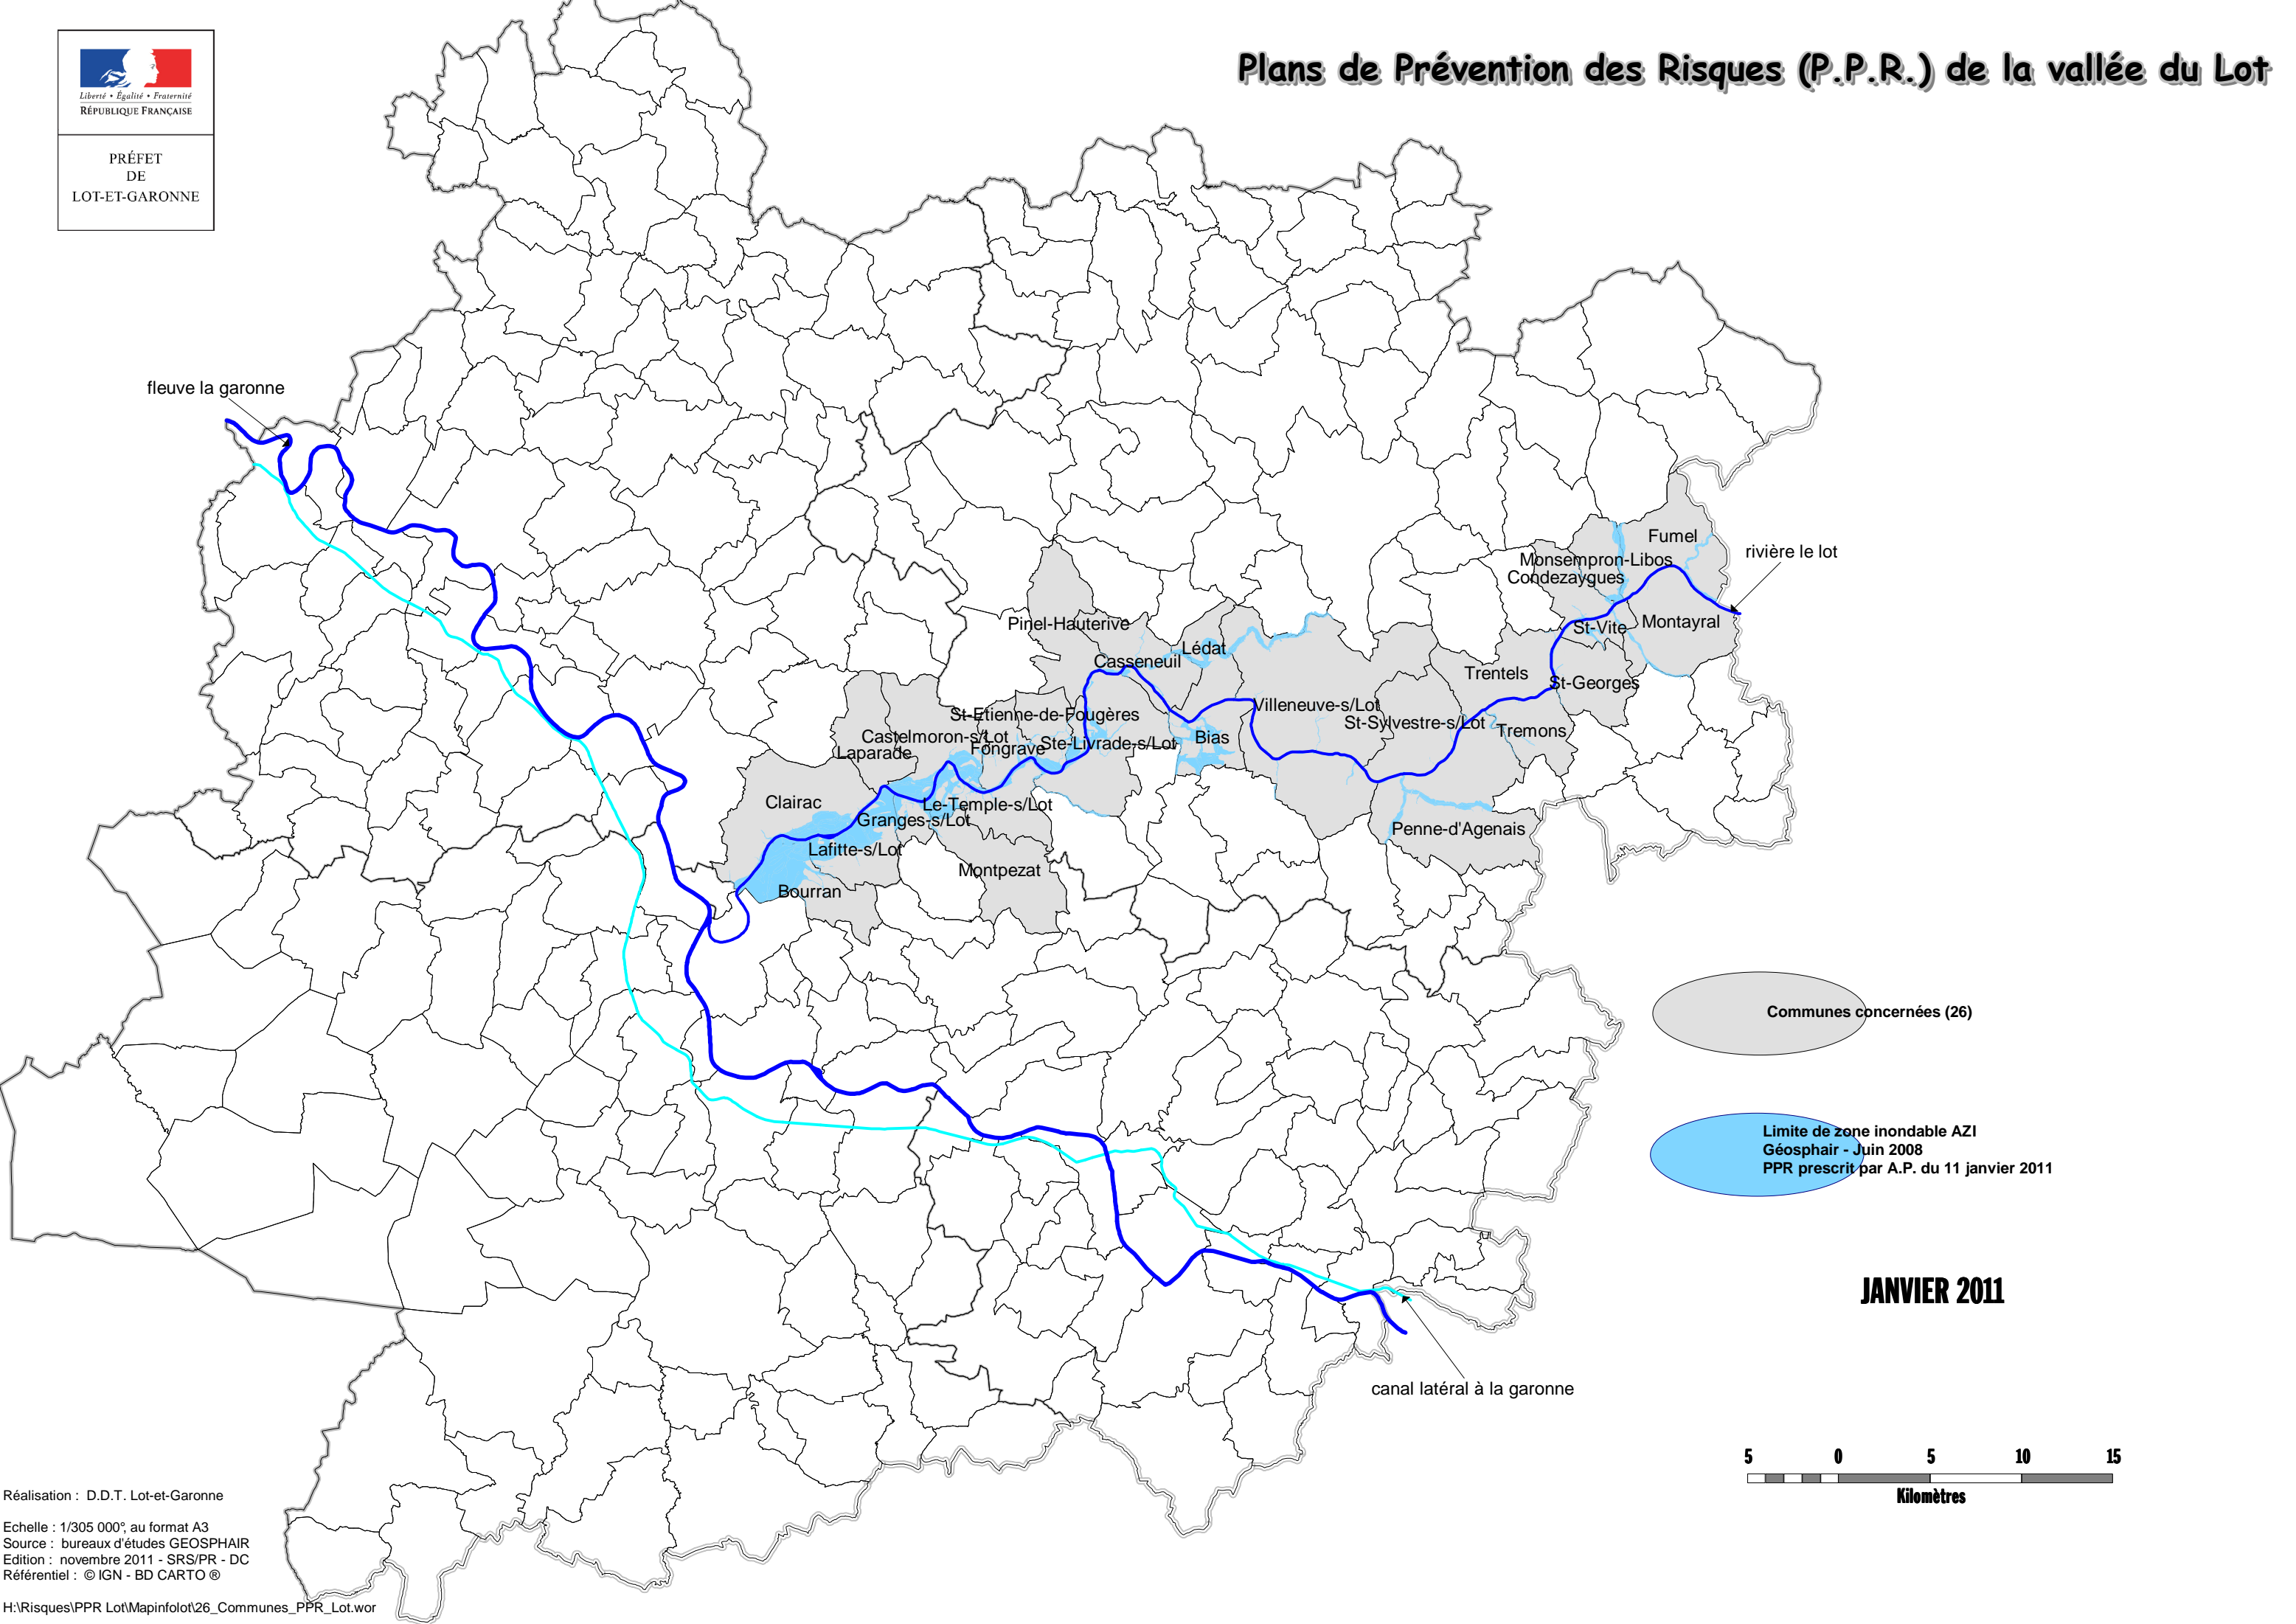 Plans de Prévention des Risques (P.P.R.) de la vallée du Lot
Liberté • Égalité • Fraternité
RÉPUBLIQUE FRANÇAISE
PRÉFET
DE
LOT-ET-GARONNE
fleuve la garonne
Fumel
rivière le lot
Monsempron-Libos
Condezaygues
Montayral
St-Vite
Pinel-Hauterive
Lédat
Casseneuil
Trentels
St-Georges
Villeneuve-s/Lot
St-Etienne-de-Fougères
St-Sylvestre-s/Lot
Tremons
Castelmoron-s/Lot
Bias
Ste-Livrade-s/Lot
Fongrave
Laparade
Clairac
Le-Temple-s/Lot
Granges-s/Lot
Penne-d'Agenais
Lafitte-s/Lot
Montpezat
Bourran
Communes concernées (26)
Limite de zone inondable AZI
Géosphair - Juin 2008
PPR prescrit par A.P. du 11 janvier 2011
JANVIER 2011
canal latéral à la garonne
5 0 5 10 15
Kilomètres
Réalisation : D.D.T. Lot-et-Garonne
Echelle : 1/305 000°, au format A3
Source : bureaux d'études GEOSPHAIR
Edition : novembre 2011 - SRS/PR - DC
Référentiel : © IGN - BD CARTO ®
H:\Risques\PPR Lot\Mapinfolot\26_Communes_PPR_Lot.wor